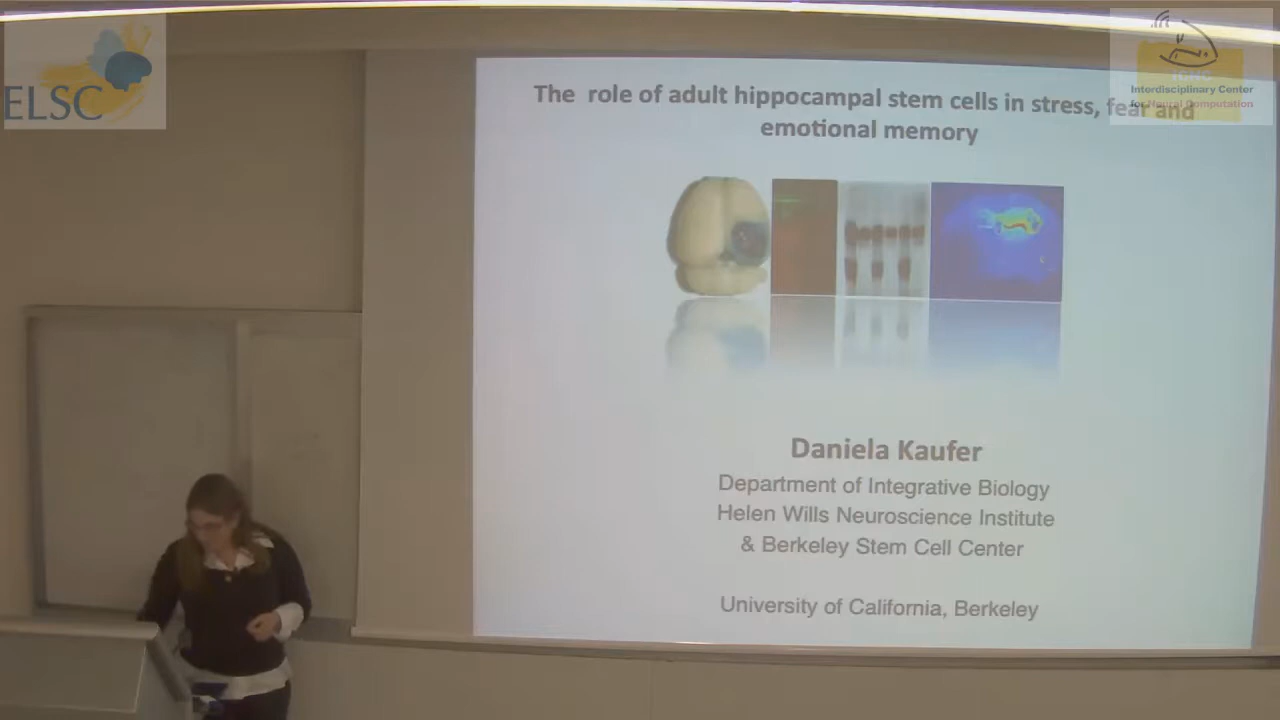 ELSC
ICNC
Interdisciplinary Center
for Neural Computation
The role of adult hippocampal stem cells in stress, fear and
emotional memory
Daniela Kaufer
Department of Integrative Biology
Helen Wills Neuroscience Institute
& Berkeley Stem Cell Center
University of California, Berkeley